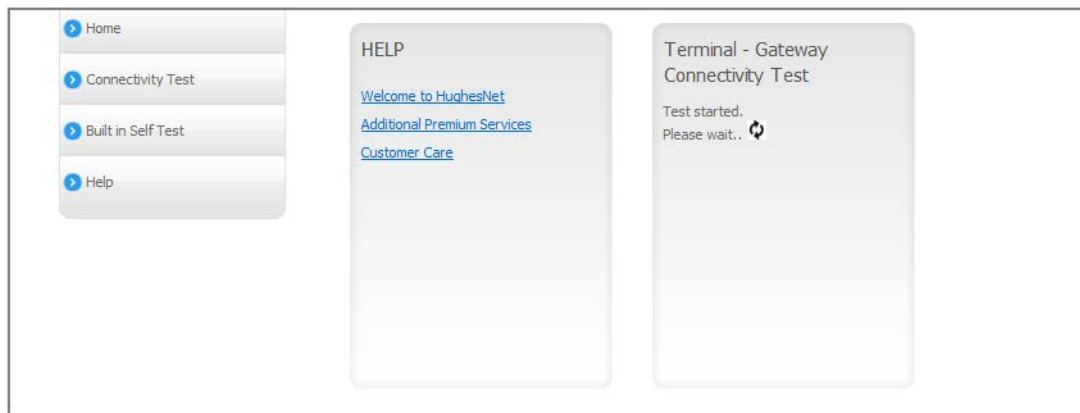 Home
Connectivity Test
Built in Self Test
Help
HELP
Welcome to HughesNet
Additional Premium Services
Customer Care
Terminal - Gateway
Connectivity Test
Test started.
Please wait..